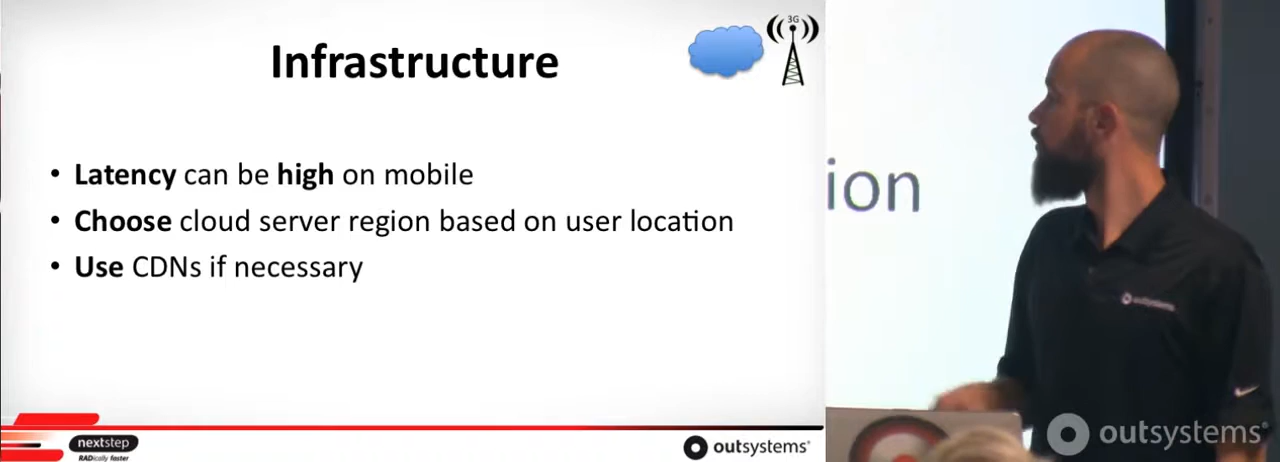 3G
Infrastructure
• Latency can be high on mobile
• Choose cloud server region based on user location
• Use CDNs if necessary
ion
outsystems
nextstep
RADically faster
outsystems®
outsystems®